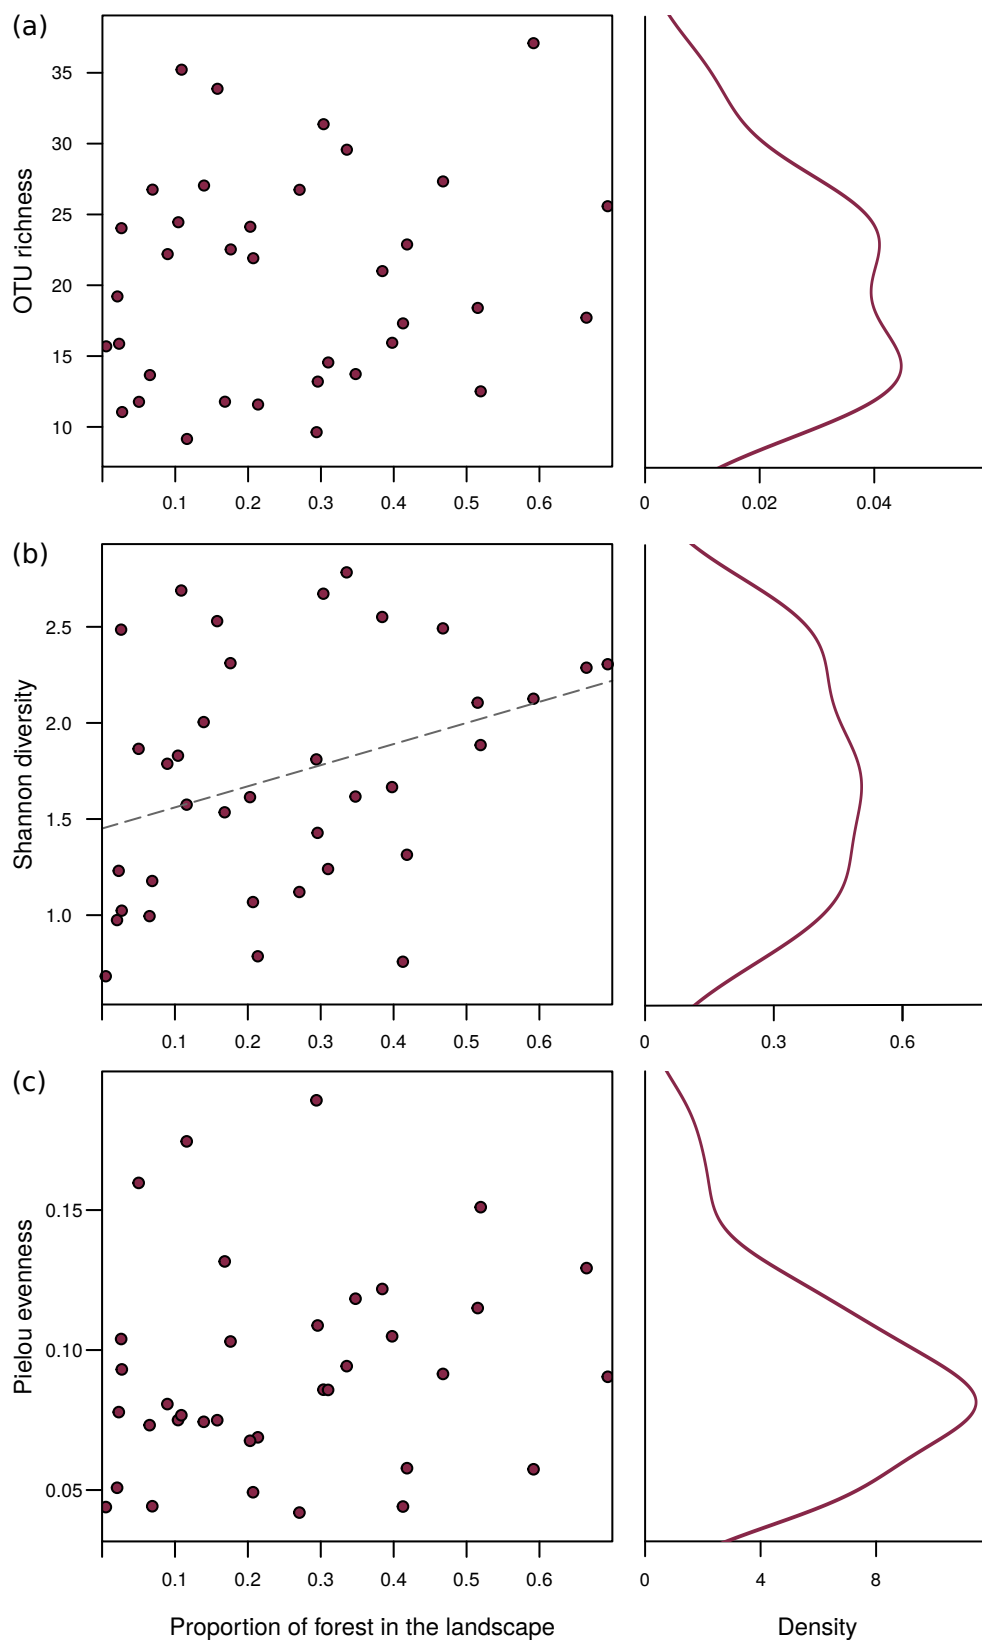 (a)
OTU richness
35
30
25
20
15
10
0.1 0.2 0.3 0.4 0.5 0.6
0 0.02 0.04
(b)
Shannon diversity
2.5
2.0
1.5
1.0
0.1 0.2 0.3 0.4 0.5 0.6
0 0.3 0.6
(c)
Pielou evenness
0.15
0.10
0.05
0.1 0.2 0.3 0.4 0.5 0.6
0 4 8
Proportion of forest in the landscape
Density